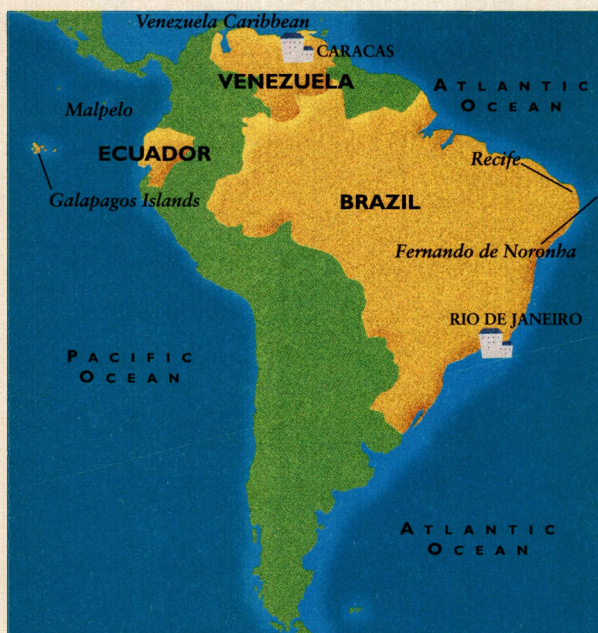 Venezuela Caribbean
CARACAS
VENEZUELA
ATLANTIC
OCEAN
Malpelo
ECUADOR
Recife
Galapagos Islands
BRAZIL
Fernando de Noronha
RIO DE JANEIRO
PACIFIC
OCEAN
ATLANTIC
OCEAN